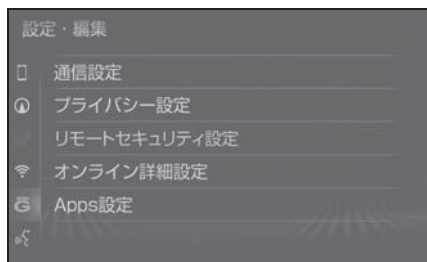 設定・編集
通信設定
プライバシー設定
リモートセキュリティ設定
オンライン詳細設定
G
Apps設定